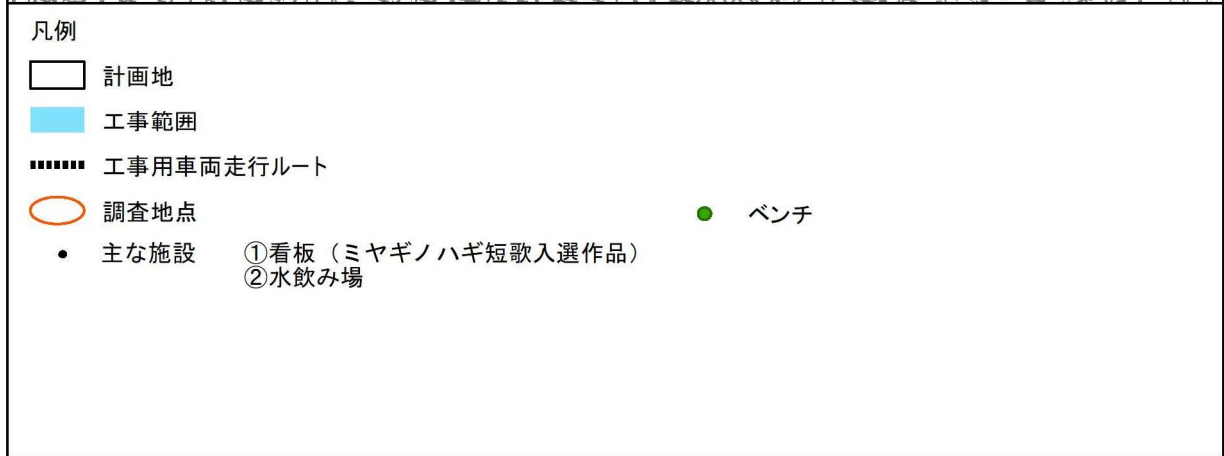 凡例
計画地
工事範囲
工事用車両走行ルート
調査地点
ベンチ
主な施設 ①看板（ミヤギノハギ短歌入選作品）
②水飲み場